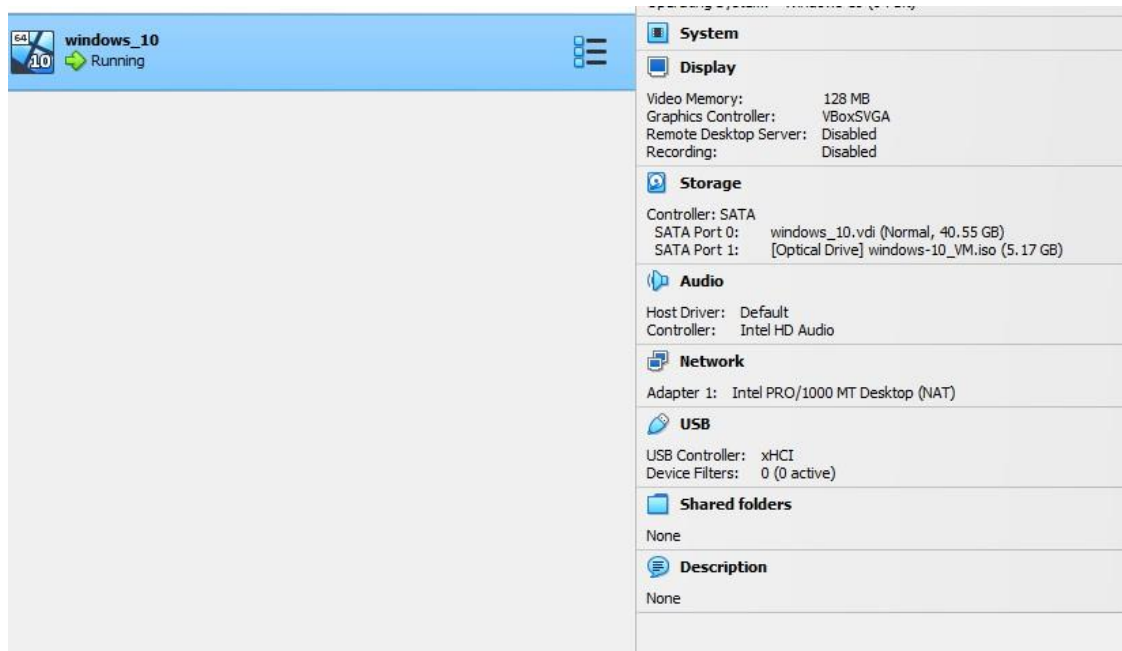 64
10
windows_10
Running
System
Display
Video Memory: 128 MB
Graphics Controller: VBoxSVGA
Remote Desktop Server: Disabled
Recording: Disabled
Storage
Controller: SATA
SATA Port 0: windows_10.vdi (Normal, 40.55 GB)
SATA Port 1: [Optical Drive] windows-10_VM.iso (5.17 GB)
Audio
Host Driver: Default
Controller: Intel HD Audio
Network
Adapter 1: Intel PRO/1000 MT Desktop (NAT)
USB
USB Controller: xHCI
Device Filters: 0 (0 active)
Shared folders
None
Description
None